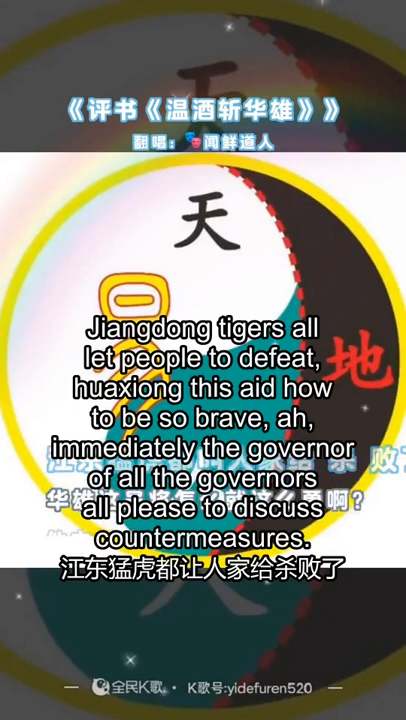 《评书《温酒斩华雄》》
翻唱: 闻鲜道人
天
地
Jiangdong tigers all
let people to defeat,
huaxiong this aid how
to be so brave, ah,
immediately the governor
of all the governors
all please to discuss
countermeasures.
江东猛虎都让人家给杀败了
全民K歌 · K歌号:yidefuren520